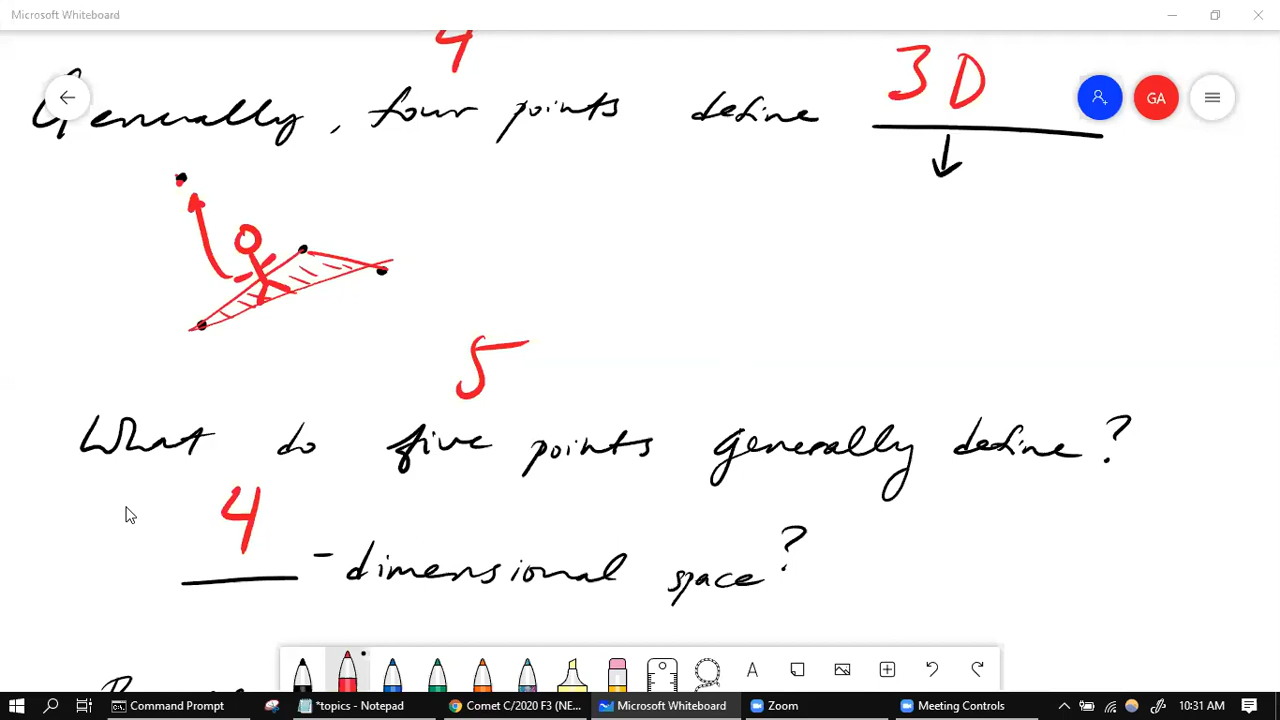 Microsoft Whiteboard
4
3D
Generally, four points define
GA
5
What do five points generally define?
4
-dimensional space?
A
Command Prompt
*topics - Notepad
Comet C/2020 F3 (NE...
Microsoft Whiteboard
Zoom
Meeting Controls
10:31 AM